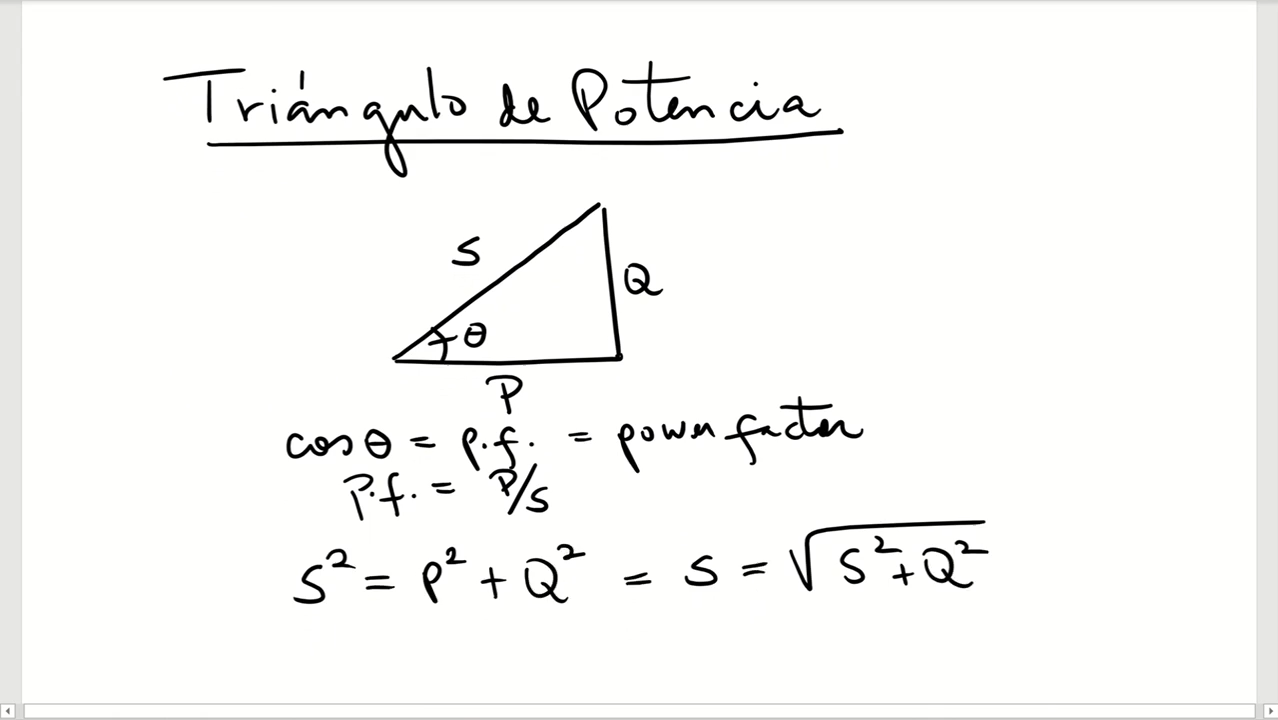 Triángulo de Potencia
S
Q
θ
P
cos θ = p.f. = power factor
P.f. = P/S
S² = P² + Q² = S = √S² + Q²